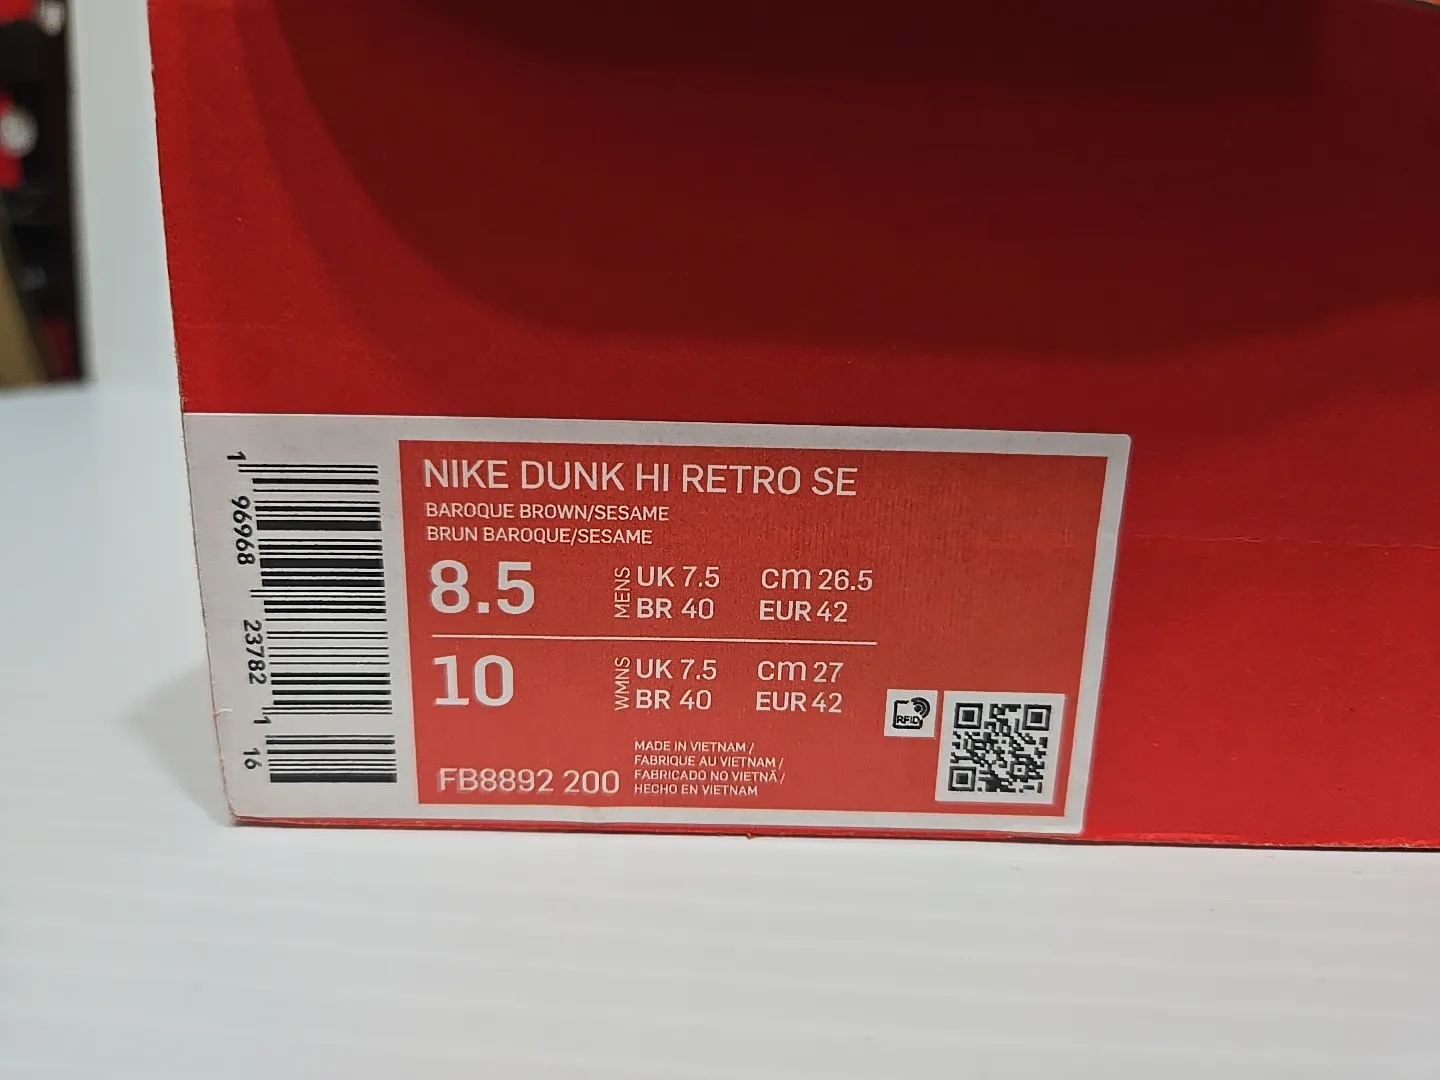 NIKE DUNK HI RETRO SE
BAROQUE BROWN/SESAME
BRUN BAROQUE/SESAME
8.5 MENS UK 7.5 cm 26.5
BR 40 EUR 42
10 WMNS UK 7.5 cm 27
BR 40 EUR 42
RFID
MADE IN VIETNAM /
FABRIQUE AU VIETNAM /
FABRICADO NO VIETNÃ /
HECHO EN VIETNAM
FB8892 200
1 96968 23782 1 16